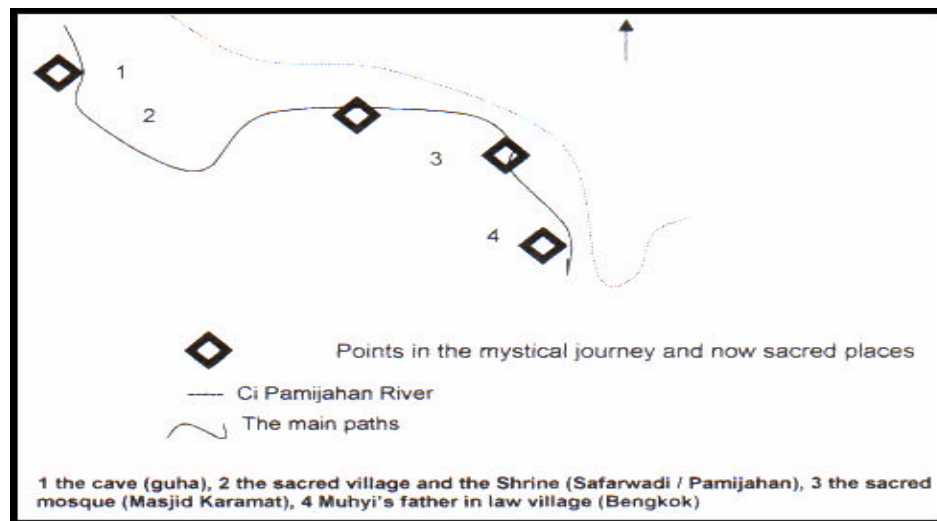 1
2
3
4
Points in the mystical journey and now sacred places
Ci Pamijahan River
The main paths
1 the cave (guha), 2 the sacred village and the Shrine (Safarwadi / Pamijahan), 3 the sacred
mosque (Masjid Karamat), 4 Muhyi's father in law village (Bengkok)